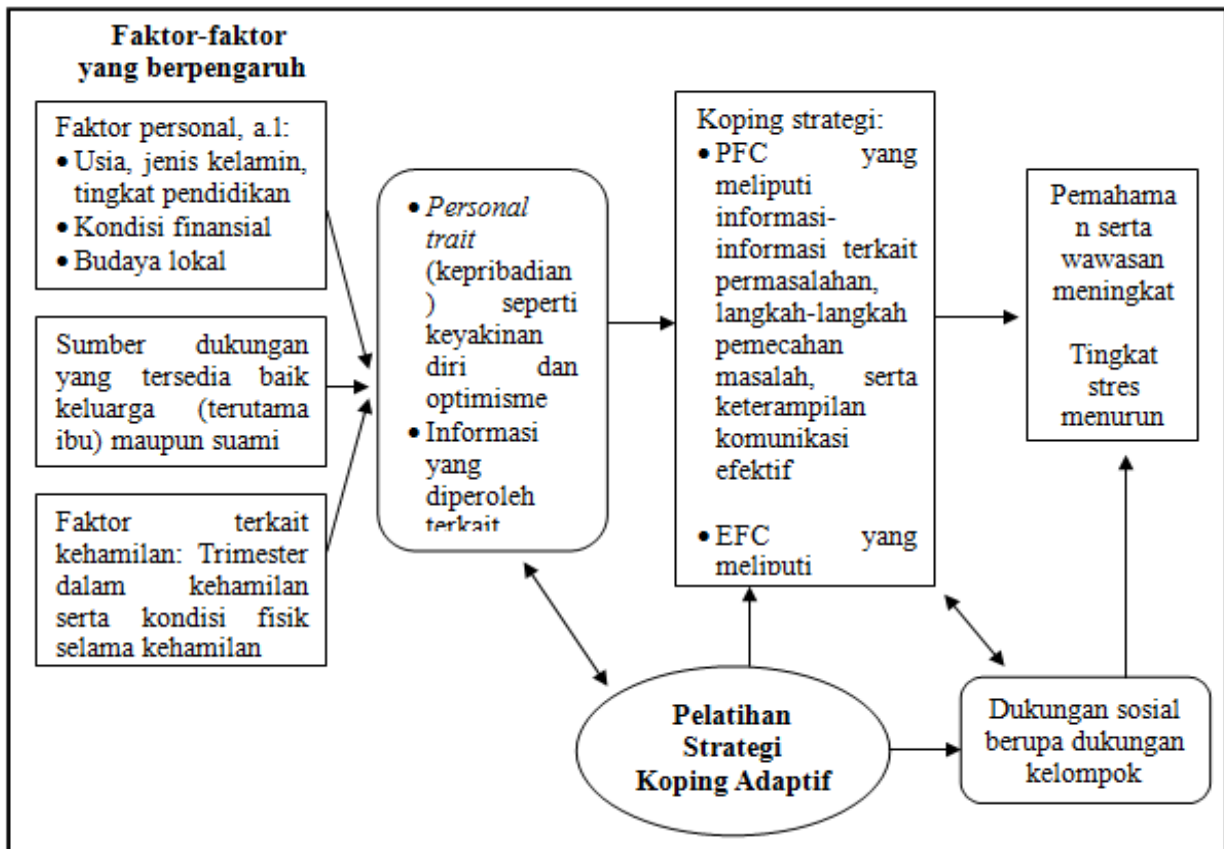 Faktor-faktor
yang berpengaruh
Faktor personal, a.l:
• Usia, jenis kelamin,
tingkat pendidikan
• Kondisi finansial
• Budaya lokal
Sumber dukungan
yang tersedia baik
keluarga (terutama
ibu) maupun suami
Faktor terkait
kehamilan: Trimester
dalam kehamilan
serta kondisi fisik
selama kehamilan
• Personal
trait
(kepribadian
) seperti
keyakinan
diri dan
optimisme
• Informasi
yang
diperoleh
terkait
Koping strategi:
• PFC yang
meliputi
informasi-
informasi terkait
permasalahan,
langkah-langkah
pemecahan
masalah, serta
keterampilan
komunikasi
efektif
• EFC yang
meliputi
Pemahama
n serta
wawasan
meningkat
Tingkat
stres
menurun
Pelatihan
Strategi
Koping Adaptif
Dukungan sosial
berupa dukungan
kelompok